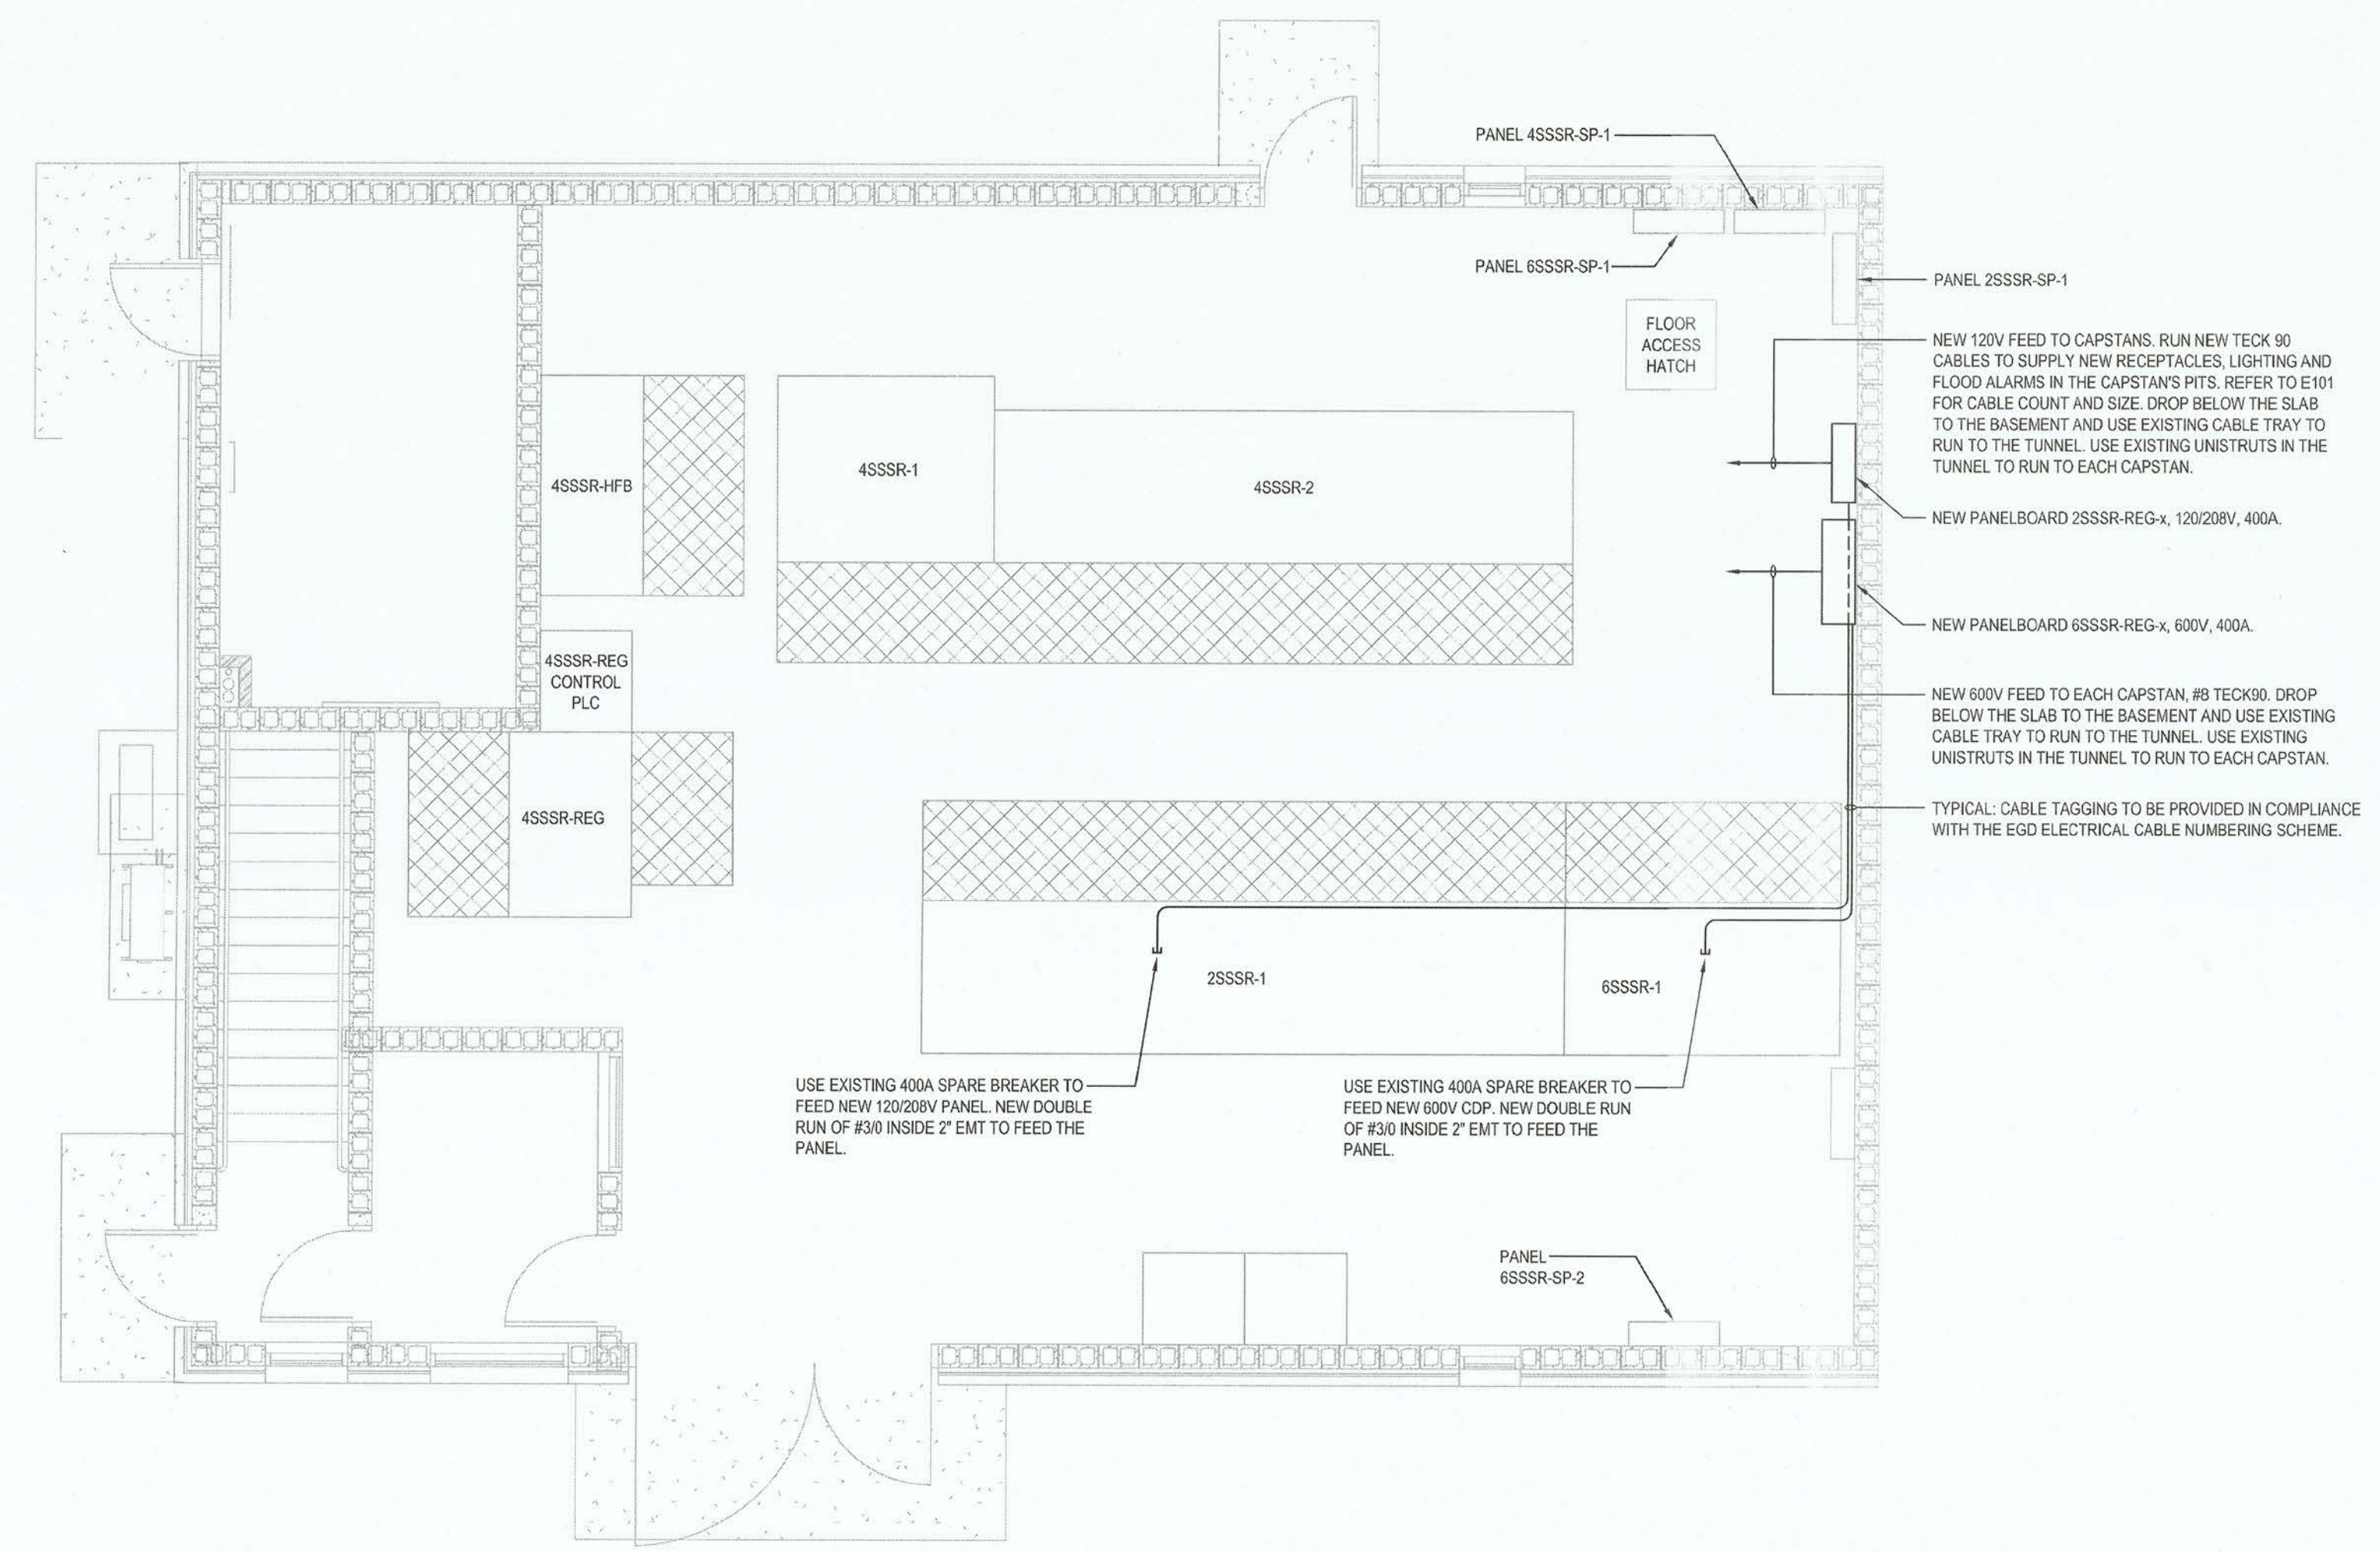 PANEL 4SSSR-SP-1
PANEL 6SSSR-SP-1
PANEL 2SSSR-SP-1
FLOOR
ACCESS
HATCH
NEW 120V FEED TO CAPSTANS. RUN NEW TECK 90
CABLES TO SUPPLY NEW RECEPTACLES, LIGHTING AND
FLOOD ALARMS IN THE CAPSTAN'S PITS. REFER TO E101
FOR CABLE COUNT AND SIZE. DROP BELOW THE SLAB
TO THE BASEMENT AND USE EXISTING CABLE TRAY TO
RUN TO THE TUNNEL. USE EXISTING UNISTRUTS IN THE
TUNNEL TO RUN TO EACH CAPSTAN.
4SSSR-HFB
4SSSR-1
4SSSR-2
NEW PANELBOARD 2SSSR-REG-x, 120/208V, 400A.
NEW PANELBOARD 6SSSR-REG-x, 600V, 400A.
4SSSR-REG
CONTROL
PLC
NEW 600V FEED TO EACH CAPSTAN, #8 TECK90. DROP
BELOW THE SLAB TO THE BASEMENT AND USE EXISTING
CABLE TRAY TO RUN TO THE TUNNEL. USE EXISTING
UNISTRUTS IN THE TUNNEL TO RUN TO EACH CAPSTAN.
4SSSR-REG
TYPICAL: CABLE TAGGING TO BE PROVIDED IN COMPLIANCE
WITH THE EGD ELECTRICAL CABLE NUMBERING SCHEME.
2SSSR-1
6SSSR-1
USE EXISTING 400A SPARE BREAKER TO
FEED NEW 120/208V PANEL. NEW DOUBLE
RUN OF #3/0 INSIDE 2" EMT TO FEED THE
PANEL.
USE EXISTING 400A SPARE BREAKER TO
FEED NEW 600V CDP. NEW DOUBLE RUN
OF #3/0 INSIDE 2" EMT TO FEED THE
PANEL.
PANEL
6SSSR-SP-2